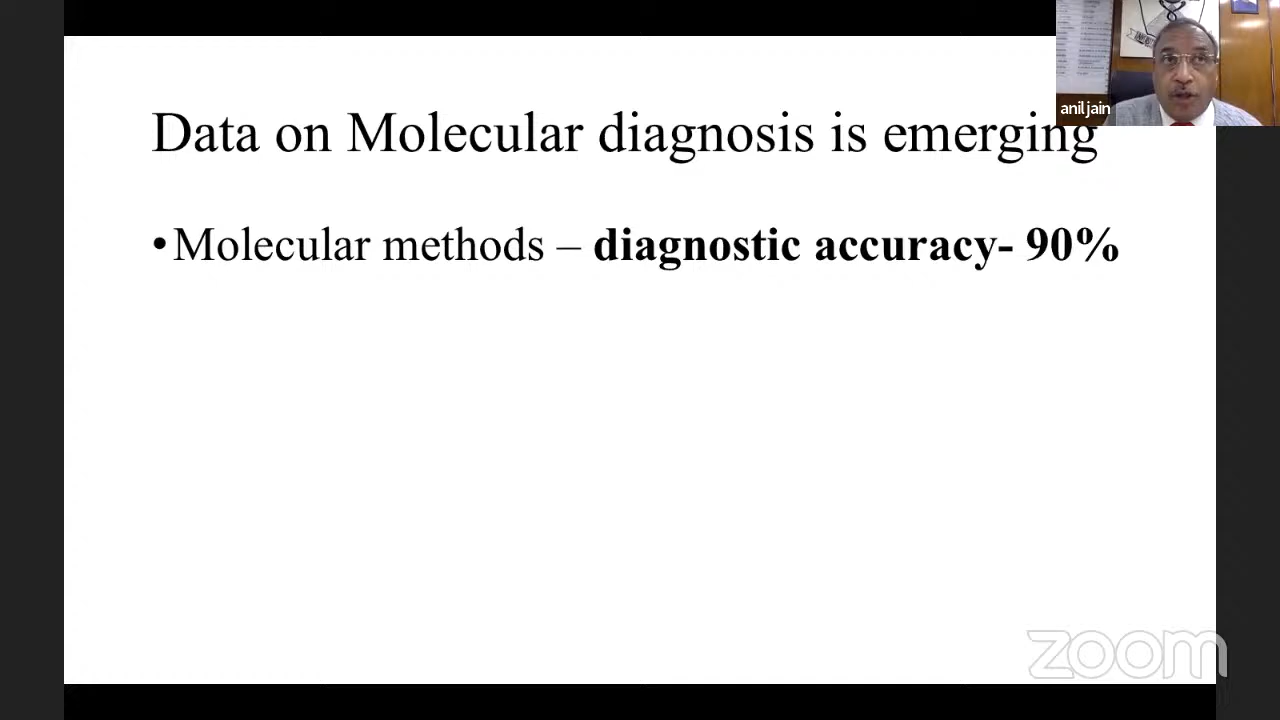 anil jain
Data on Molecular diagnosis is emerging
•Molecular methods – diagnostic accuracy- 90%
zoom